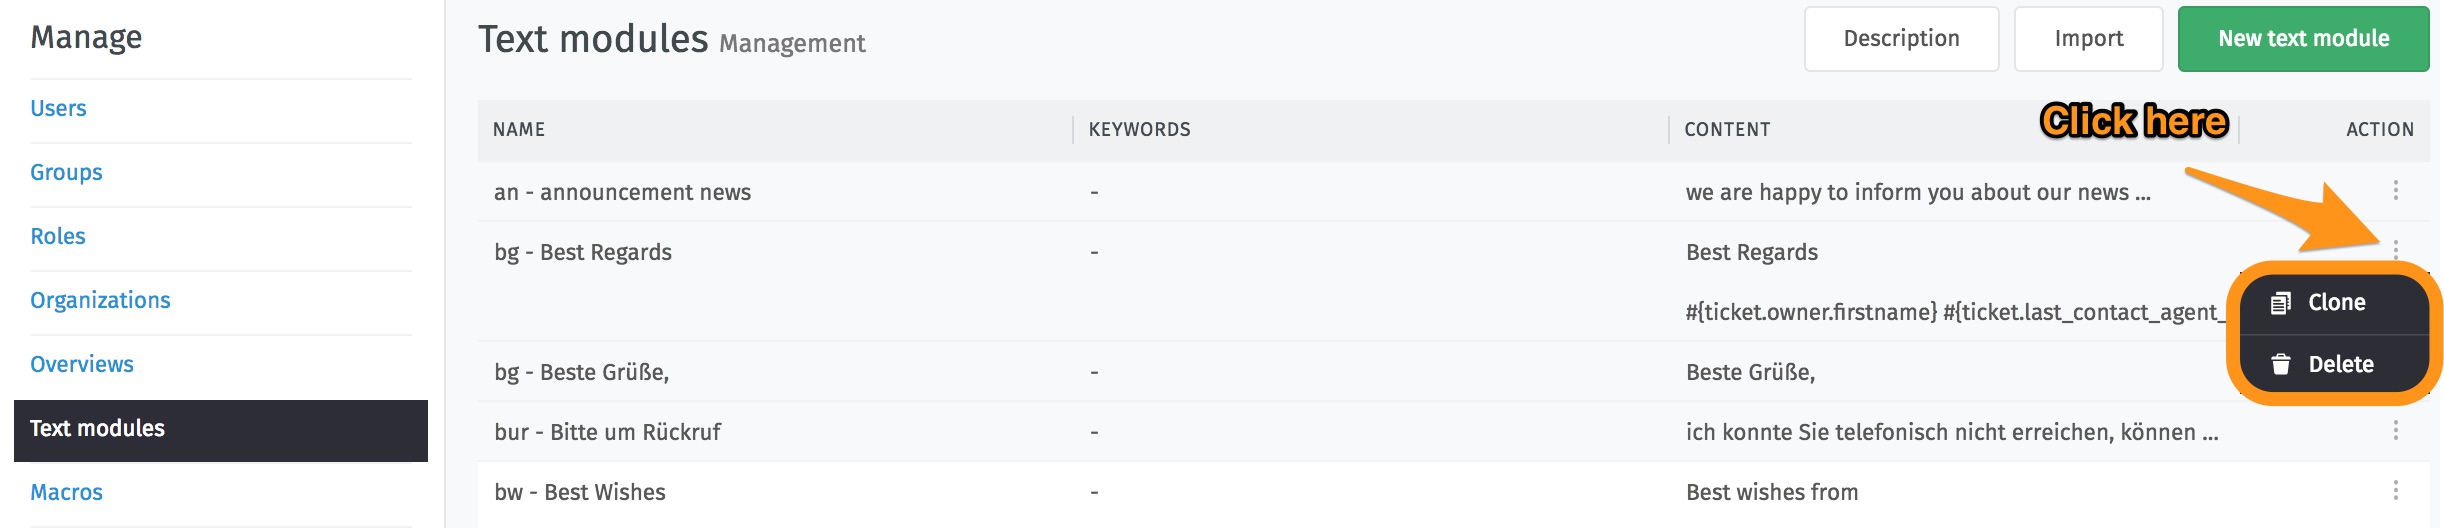 Manage
Users
Groups
Roles
Organizations
Overviews
Text modules
Macros
Text modules Management
Description
Import
New text module
NAME KEYWORDS CONTENT ACTION
Click here
an - announcement news - we are happy to inform you about our news ...
bg - Best Regards - Best Regards
#{ticket.owner.firstname} #{ticket.last_contact_agent_
Clone
Delete
bg - Beste Grüße, - Beste Grüße,
bur - Bitte um Rückruf - ich konnte Sie telefonisch nicht erreichen, können ...
bw - Best Wishes - Best wishes from